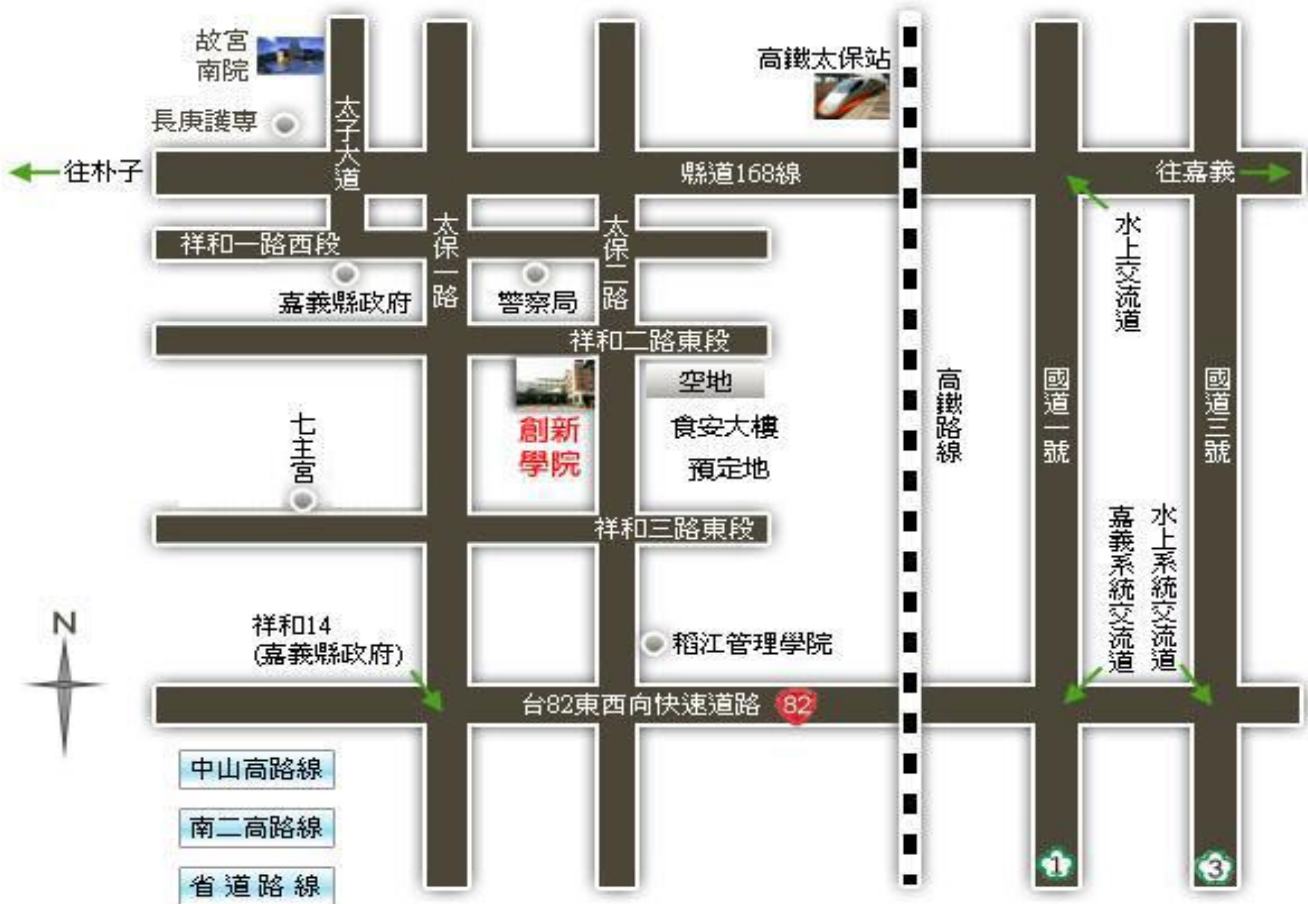 故宮
南院
高鐵太保站
長庚護專
太子大道
往朴子
縣道168線
往嘉義
祥和一路西段
太保一路
太保二路
水上交流道
嘉義縣政府
警察局
祥和二路東段
空地
創新
學院
食安大樓
預定地
七主宮
高鐵路線
國道一號
國道三號
祥和三路東段
嘉義系統交流道
水上系統交流道
N
祥和14
(嘉義縣政府)
稻江管理學院
台82東西向快速道路
82
中山高路線
南二高路線
省道路線
1
3